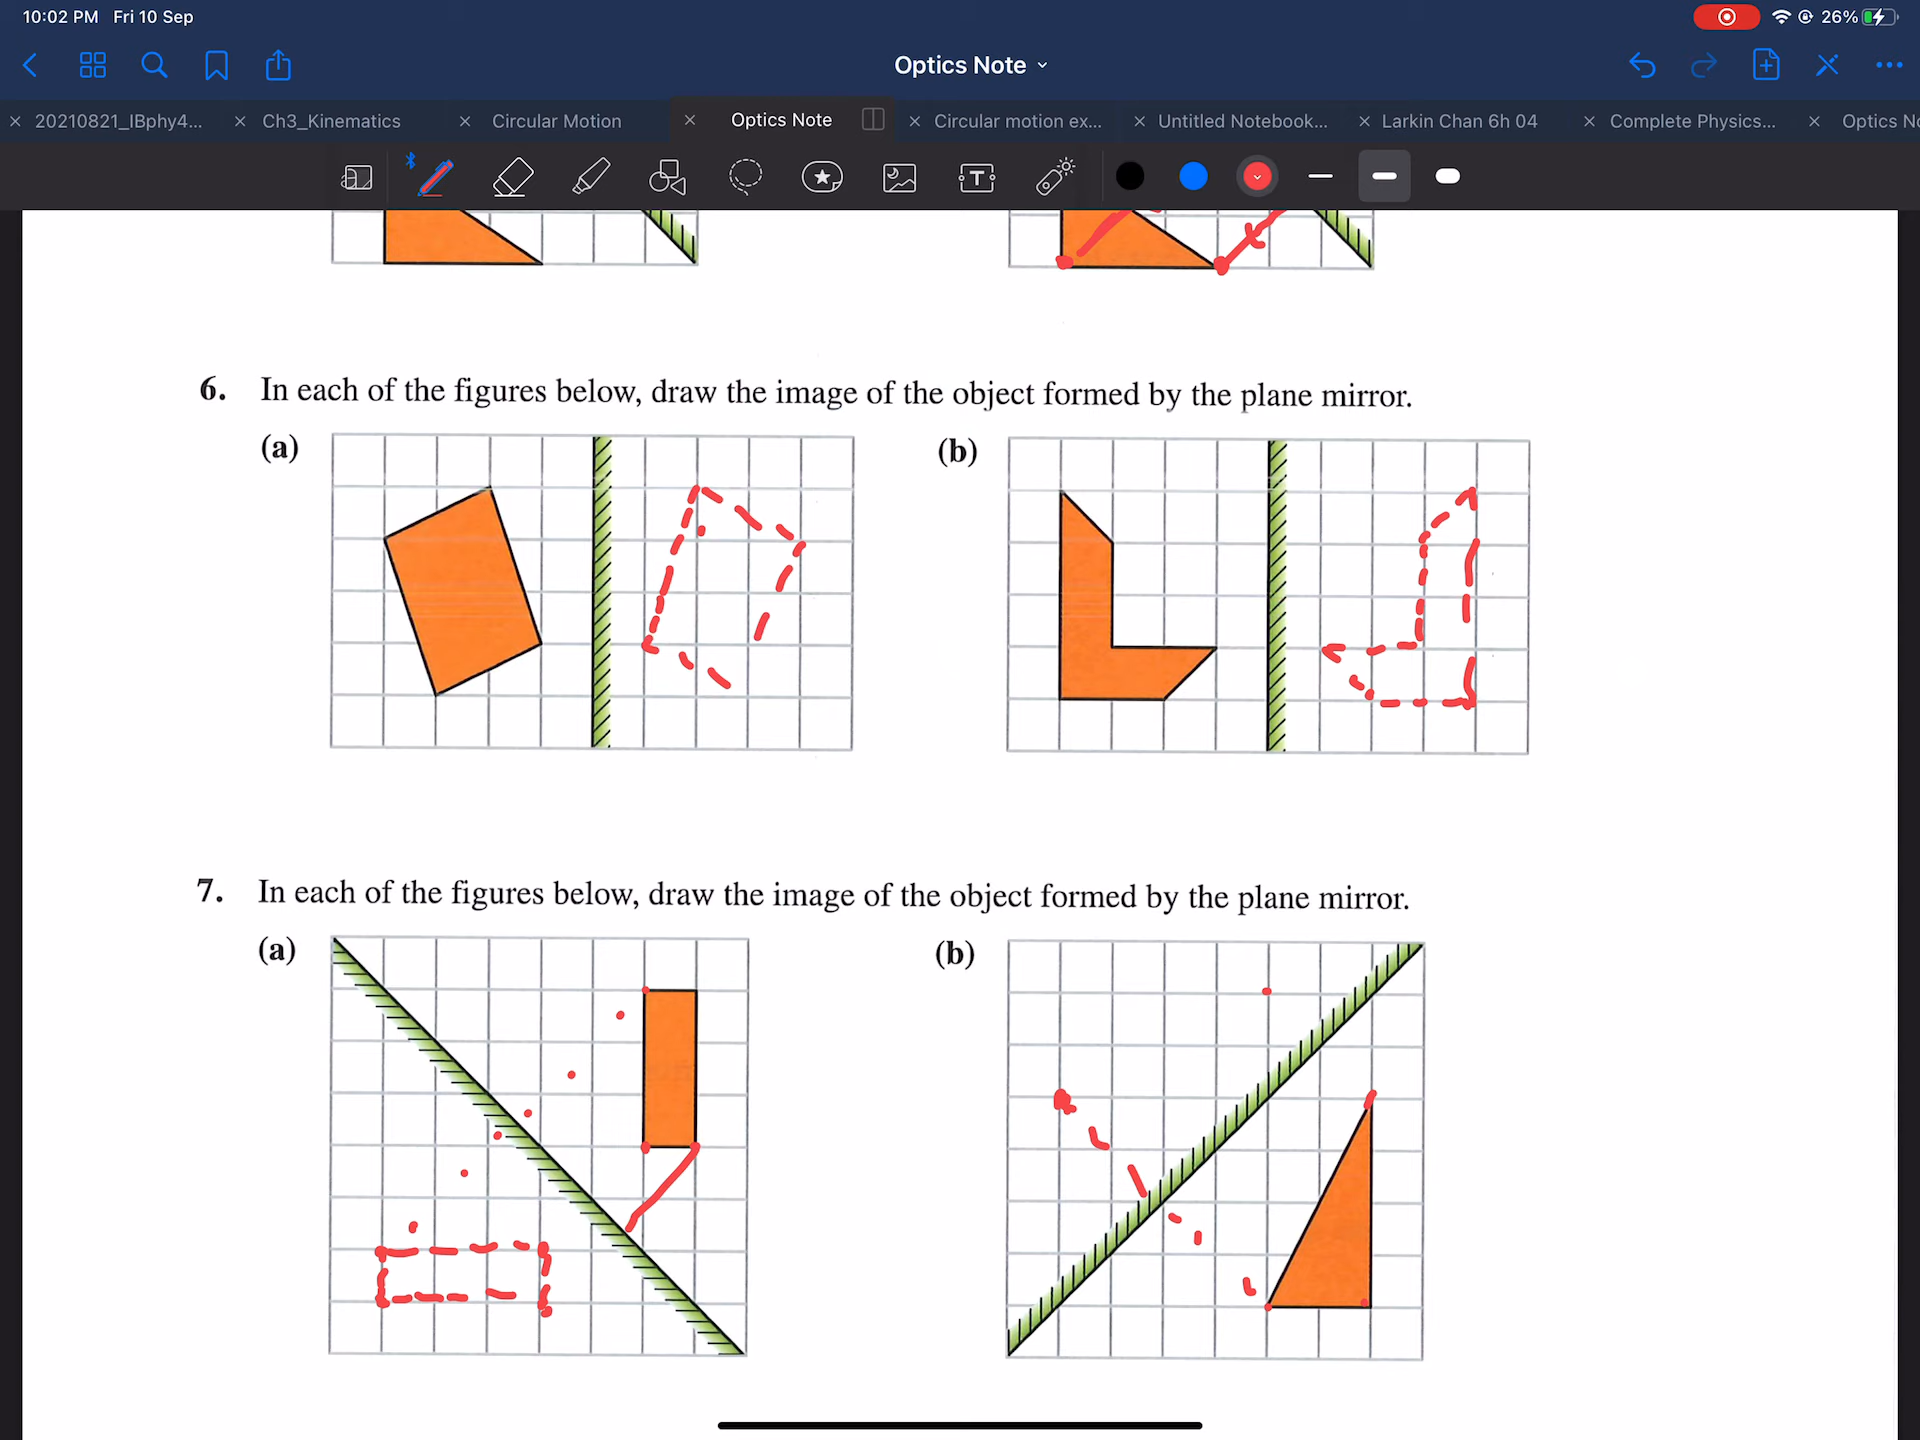 10:02 PM Fri 10 Sep
26%
Optics Note
20210821_IBphy4...
Ch3_Kinematics
Circular Motion
Optics Note
Circular motion ex...
Untitled Notebook...
Larkin Chan 6h 04
Complete Physics...
Optics No
6. In each of the figures below, draw the image of the object formed by the plane mirror.
(a)
(b)
7. In each of the figures below, draw the image of the object formed by the plane mirror.
(a)
(b)